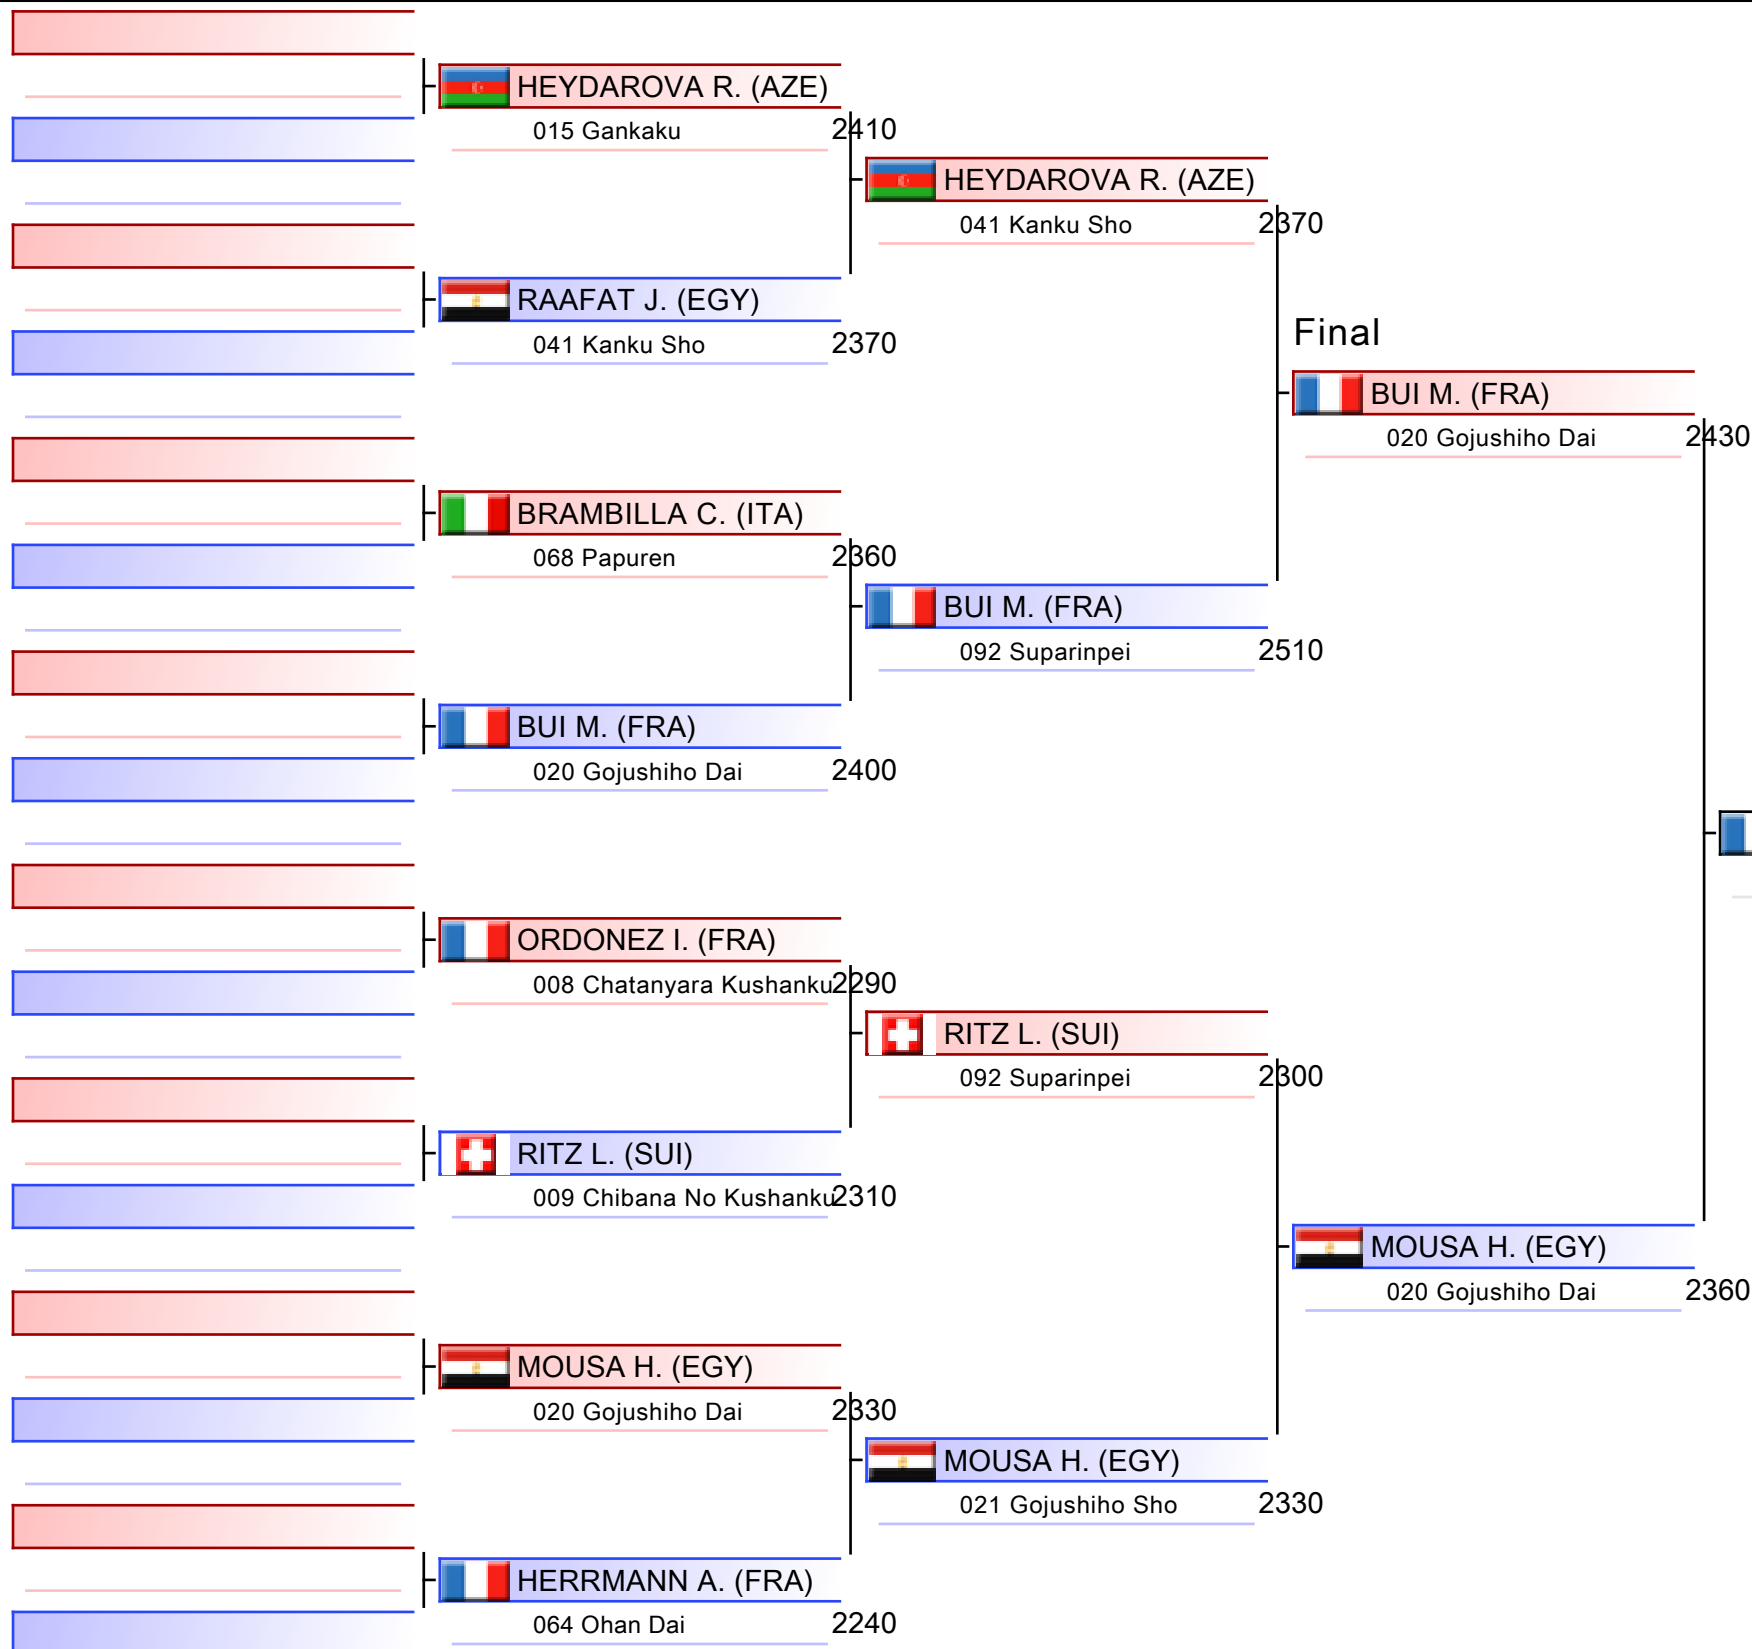 HEYDAROVA R. (AZE)
015 Gankaku 2410
HEYDAROVA R. (AZE)
041 Kanku Sho 2370
RAAFAT J. (EGY)
041 Kanku Sho 2370
Final
BUI M. (FRA)
020 Gojushiho Dai 2430
BRAMBILLA C. (ITA)
068 Papuren 2360
BUI M. (FRA)
092 Suparinpei 2510
BUI M. (FRA)
020 Gojushiho Dai 2400
ORDONEZ I. (FRA)
008 Chatanyara Kushanku 2290
RITZ L. (SUI)
092 Suparinpei 2300
RITZ L. (SUI)
009 Chibana No Kushanku 2310
MOUSA H. (EGY)
020 Gojushiho Dai 2360
MOUSA H. (EGY)
020 Gojushiho Dai 2330
MOUSA H. (EGY)
021 Gojushiho Sho 2330
HERRMANN A. (FRA)
064 Ohan Dai 2240